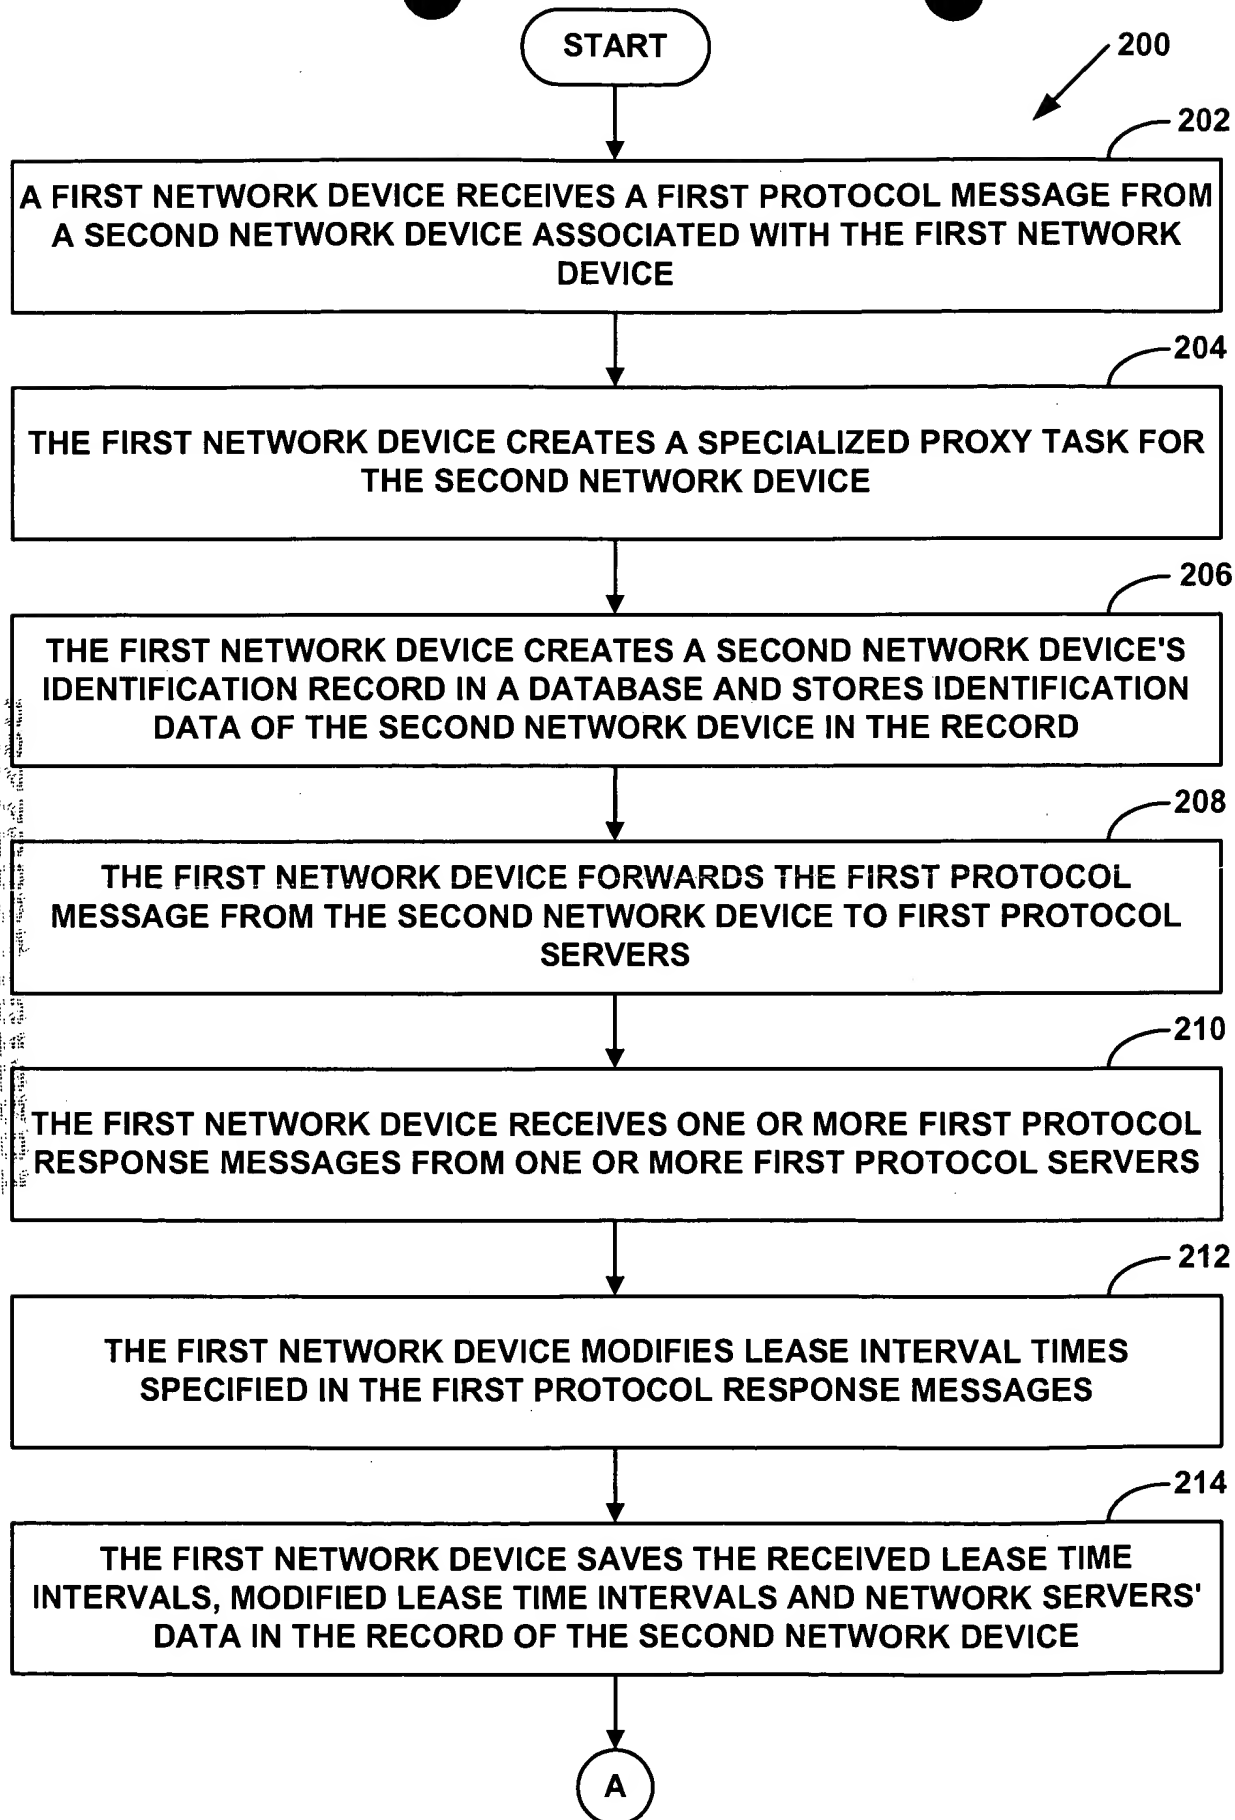 START
200
202
A FIRST NETWORK DEVICE RECEIVES A FIRST PROTOCOL MESSAGE FROM
A SECOND NETWORK DEVICE ASSOCIATED WITH THE FIRST NETWORK
DEVICE
204
THE FIRST NETWORK DEVICE CREATES A SPECIALIZED PROXY TASK FOR
THE SECOND NETWORK DEVICE
206
THE FIRST NETWORK DEVICE CREATES A SECOND NETWORK DEVICE'S
IDENTIFICATION RECORD IN A DATABASE AND STORES IDENTIFICATION
DATA OF THE SECOND NETWORK DEVICE IN THE RECORD
208
THE FIRST NETWORK DEVICE FORWARDS THE FIRST PROTOCOL
MESSAGE FROM THE SECOND NETWORK DEVICE TO FIRST PROTOCOL
SERVERS
210
THE FIRST NETWORK DEVICE RECEIVES ONE OR MORE FIRST PROTOCOL
RESPONSE MESSAGES FROM ONE OR MORE FIRST PROTOCOL SERVERS
212
THE FIRST NETWORK DEVICE MODIFIES LEASE INTERVAL TIMES
SPECIFIED IN THE FIRST PROTOCOL RESPONSE MESSAGES
214
THE FIRST NETWORK DEVICE SAVES THE RECEIVED LEASE TIME
INTERVALS, MODIFIED LEASE TIME INTERVALS AND NETWORK SERVERS'
DATA IN THE RECORD OF THE SECOND NETWORK DEVICE
A